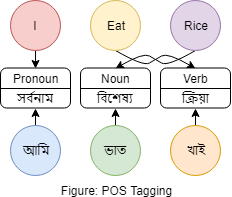 I Eat Rice
Pronoun Noun Verb
সর্বনাম বিশেষ্য ক্রিয়া
আমি ভাত খাই
Figure: POS Tagging